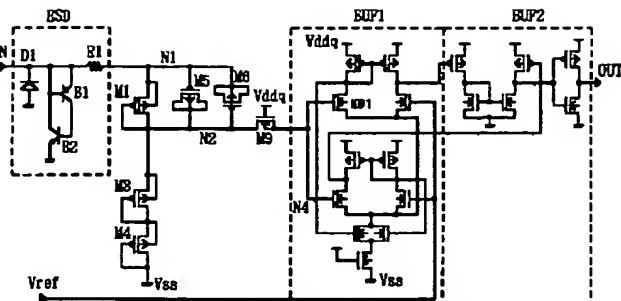 ESD
BUF1
BUF2
N
D1
R1
N1
Vddq
OUT
M1
M5
M6
B1
Vddq
N2
M9
B2
M3
N4
M4
Vss
Vss
Vref